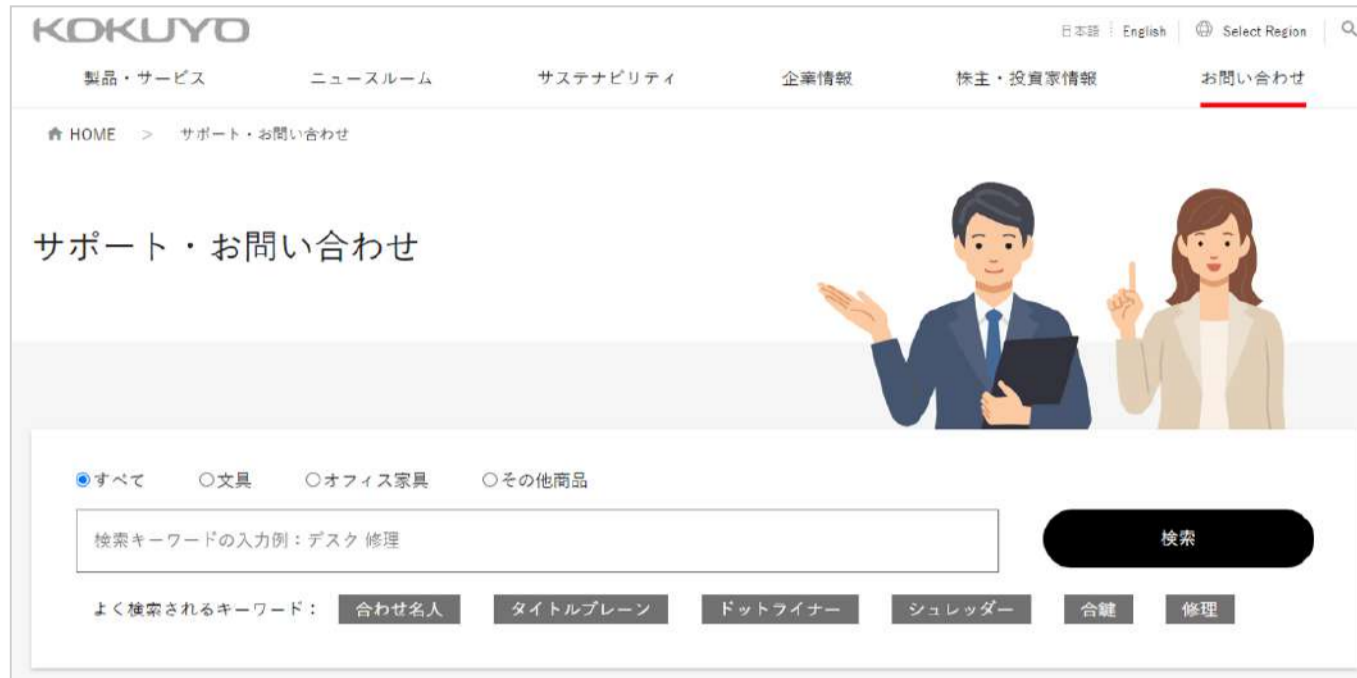 KOKUYO
日本語 English Select Region
製品・サービス ニュースルーム サステナビリティ 企業情報 株主・投資家情報 お問い合わせ
HOME > サポート・お問い合わせ
サポート・お問い合わせ
すべて 文具 オフィス家具 その他商品
検索キーワードの入力例：デスク 修理
検索
よく検索されるキーワード： 合わせ名人 タイトルブレーン ドットライナー シュレッダー 合鍵 修理